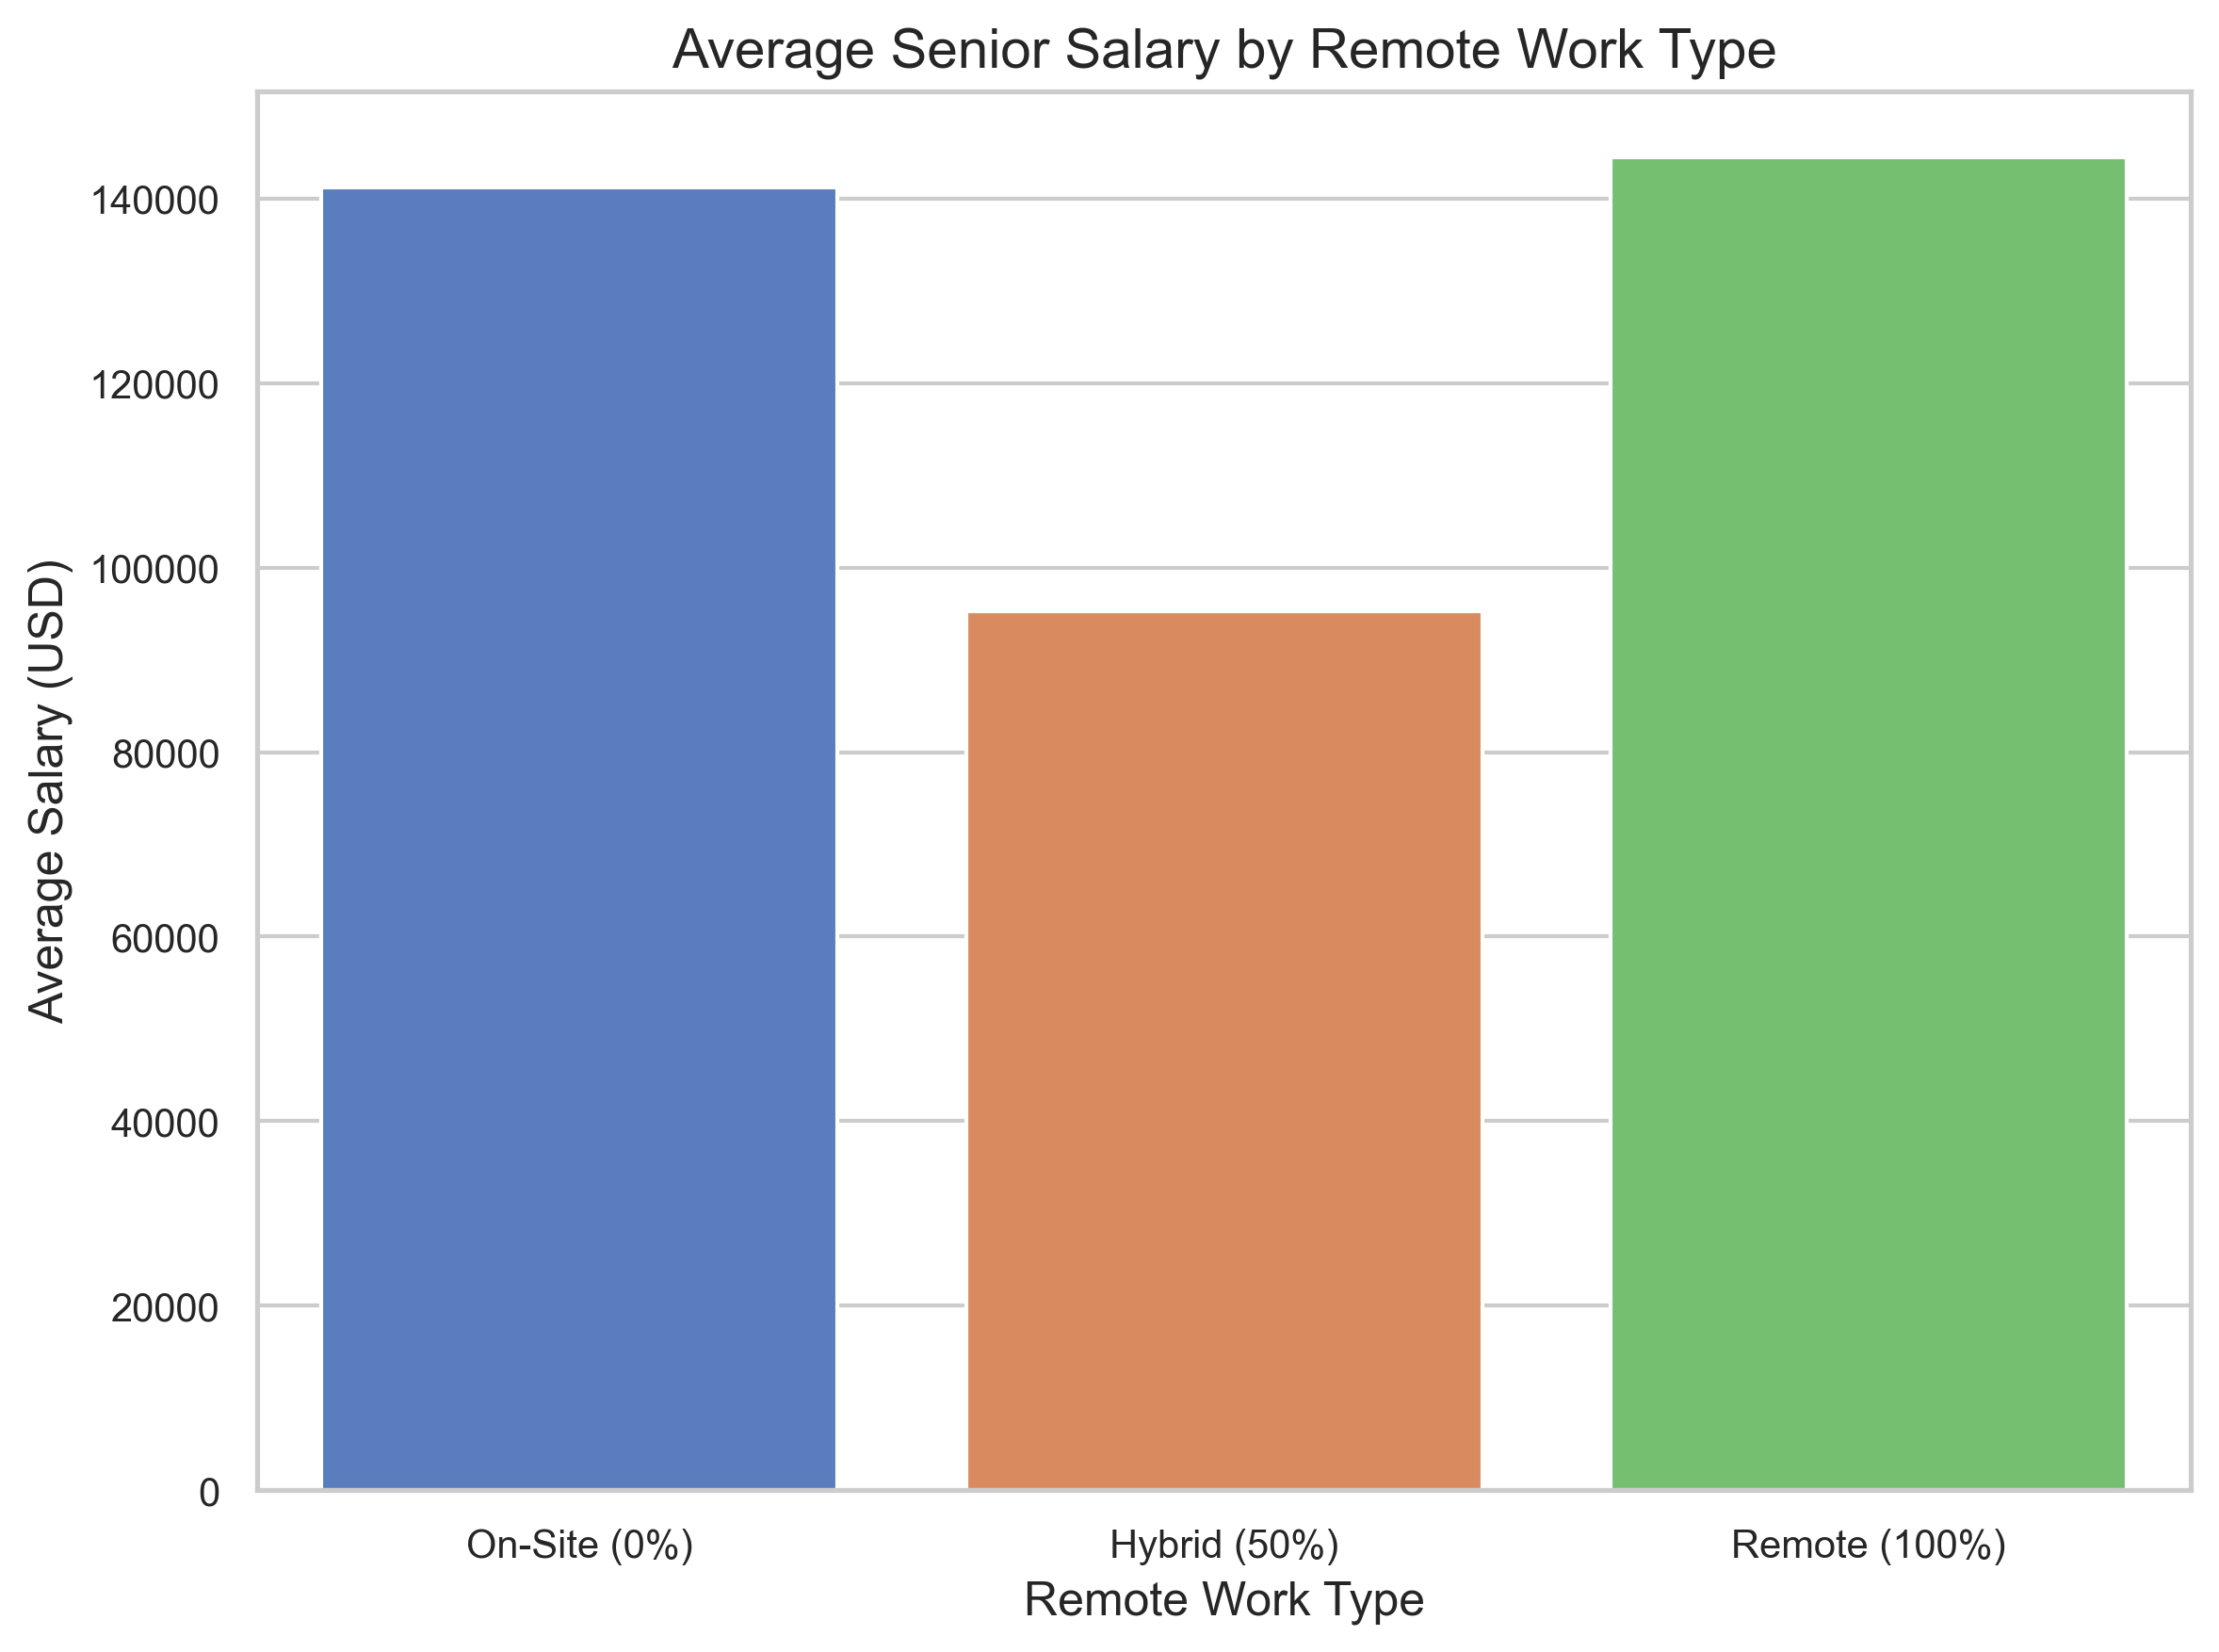 Average Senior Salary by Remote Work Type
140000
120000
100000
80000
60000
40000
20000
0
Average Salary (USD)
On-Site (0%)
Hybrid (50%)
Remote (100%)
Remote Work Type